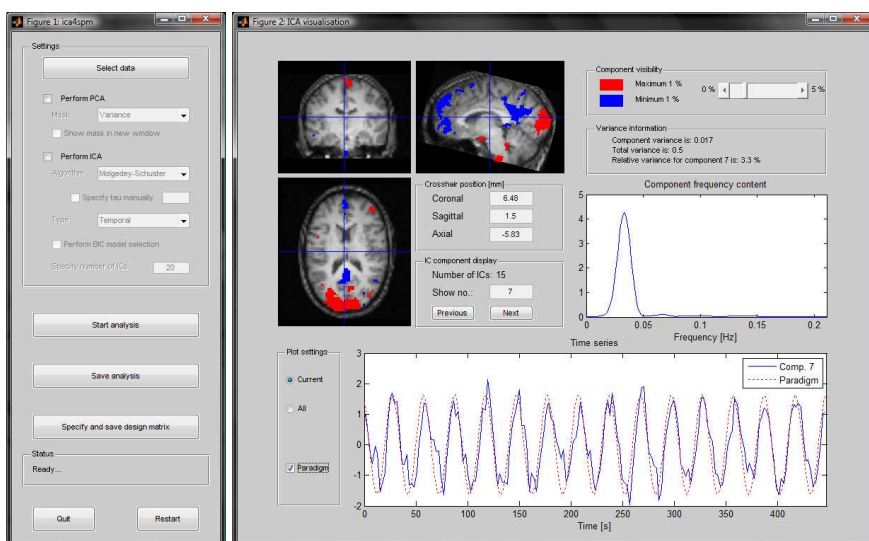 Figure 1: ica4spm
Settings
Select data
Perform PCA
Mask Variance
Show mask in new window
Perform ICA
Algorithm Molgedey-Schuster
Specify tau manually
Type Temporal
Perform BIC model selection
Specify number of ICs 20
Start analysis
Save analysis
Specify and save design matrix
Status
Ready...
Quit Restart
Figure 2: ICA visualisation
Component visibility
Maximum 1 %
Minimum 1 %
0 % 5 %
Variance information
Component variance is: 0.017
Total variance is: 0.5
Relative variance for component 7 is: 3.3 %
Crosshair position [mm]
Coronal 6.48
Sagittal 1.5
Axial -5.83
IC component display
Number of ICs: 15
Show no.: 7
Previous Next
Component frequency content
5
4
3
2
1
0
0 0.05 0.1 0.15 0.2
Frequency [Hz]
Plot settings
Current
All
Paradigm
Time series
3
2
1
0
-1
-2
0 50 100 150 200 250 300 350 400
Time [s]
Comp. 7
Paradigm